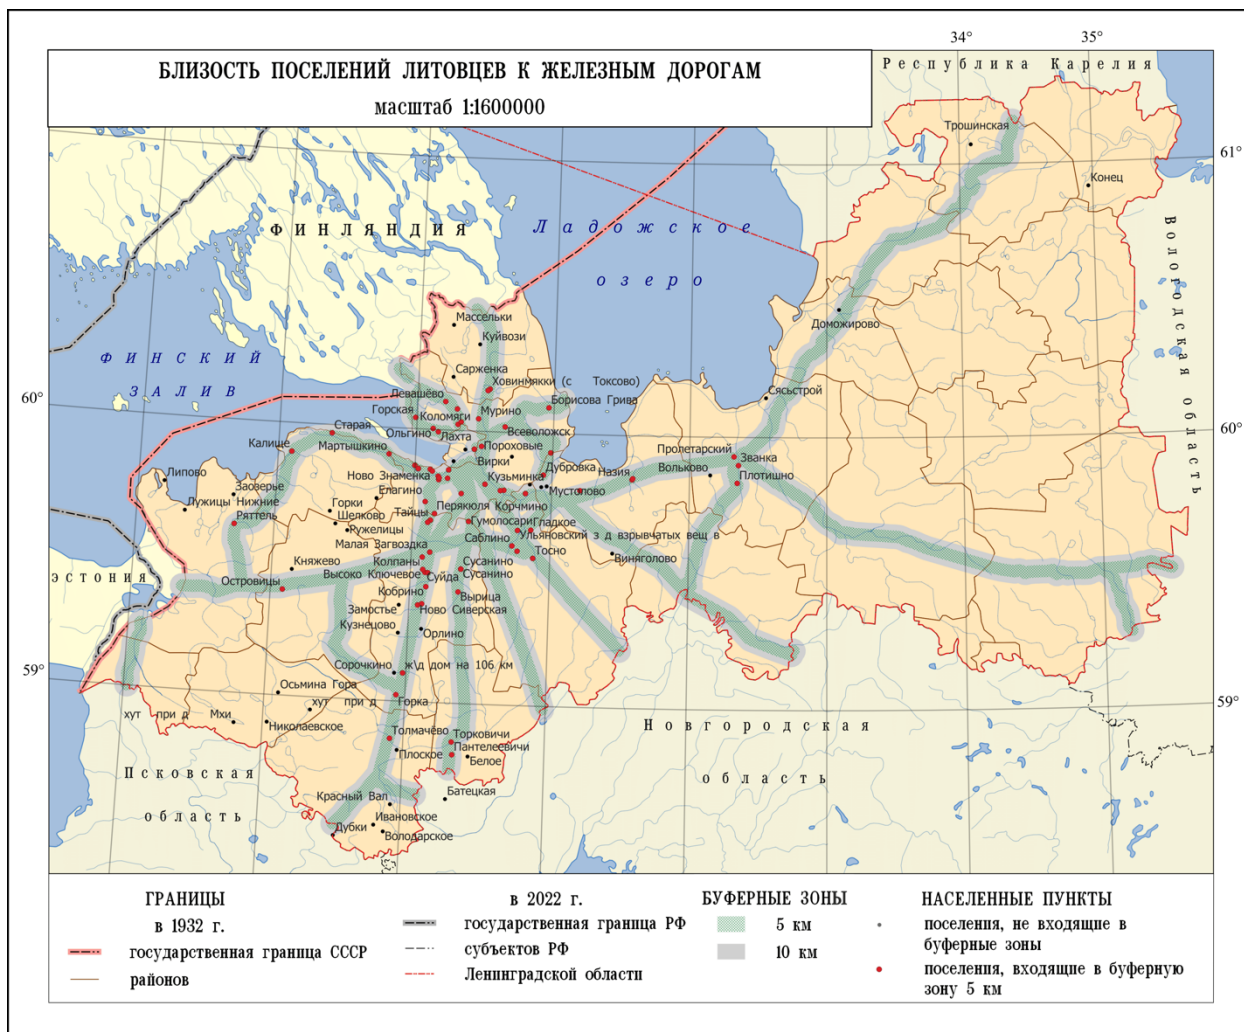 34°
35°
БЛИЗОСТЬ ПОСЕЛЕНИЙ ЛИТОВЦЕВ К ЖЕЛЕЗНЫМ ДОРОГАМ
масштаб 1:1600000
Республика Карелия
Трошинская
61°
Конец
Вологодская область
ФИНЛЯНДИЯ
Ладожское
озеро
ФИНСКИЙ
ЗАЛИВ
Массельки
Куйвози
Доможирово
Сарженка
Ховинмякки (с Токсово)
Левашёво
Борисова Грива
Сясьстрой
60°
Горская
Коломяги
Мурино
Старая
Ольгино
Лахта
Всеволожск
60°
Калище
Мартышкино
Пороховые
Пролетарский
Званка
Вирки
Липово
Ново Знаменка
Кузьминка
Дубровка
Назия
Вольково
Плотишно
Заозерье
Елагино
Мустолово
Лужицы Нижние
Горки
Перякюля
Корчмино
Ряттель
Шелково
Тайцы
Гумолосари
Гладкое
Ружелицы
Саблино
Ульяновский з д взрывчатых вещ в
Малая Загвоздка
Тосно
Виняголово
Княжево
Колпаны
Сусанино
ЭСТОНИЯ
Островицы
Высоко Ключевое
Суйда
Сусанино
Кобрино
Вырица
Замостье
Ново Сиверская
Кузнецово
Орлино
59°
Сорочкино
ж\д дом на 106 км
Осьмина Гора
хут при д
Горка
59°
хут при д
Мхи
Николаевское
Новгородская
Толмачёво
Торковичи
Плоское
Пантелеевичи
Белое
Псковская
область
область
Красный Вал
Батецкая
Ивановское
Дубки
Володарское
ГРАНИЦЫ
в 1932 г.
государственная граница СССР
районов
в 2022 г.
государственная граница РФ
субъектов РФ
Ленинградской области
БУФЕРНЫЕ ЗОНЫ
5 км
10 км
НАСЕЛЕННЫЕ ПУНКТЫ
поселения, не входящие в
буферные зоны
поселения, входящие в буферную
зону 5 км